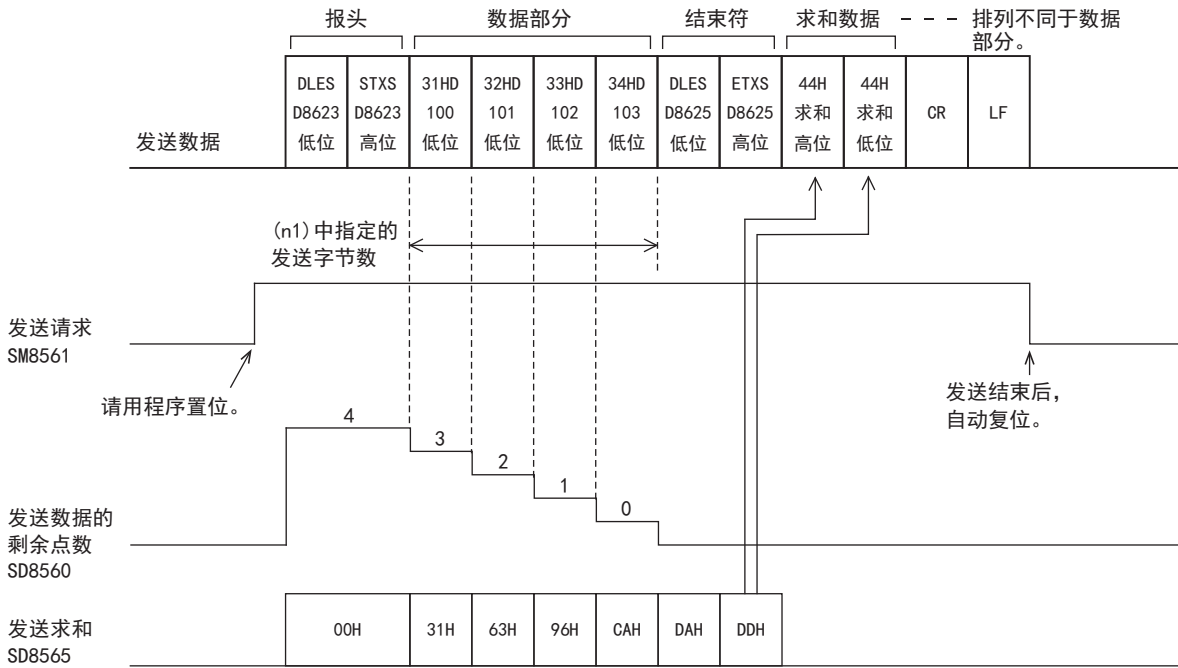 报头 数据部分 结束符 求和数据 - - - 排列不同于数据
部分。
DLES STXS 31HD 32HD 33HD 34HD DLES ETXS 44H 44H
D8623 D8623 100 101 102 103 D8625 D8625 求和 求和 CR LF
发送数据 低位 高位 低位 低位 低位 低位 低位 高位 高位 低位
(n1)中指定的
发送字节数
发送请求
SM8561
请用程序置位。
发送结束后，
自动复位。
4
3
2
1
0
发送数据的
剩余点数
SD8560
发送求和 00H 31H 63H 96H CAH DAH DDH
SD8565